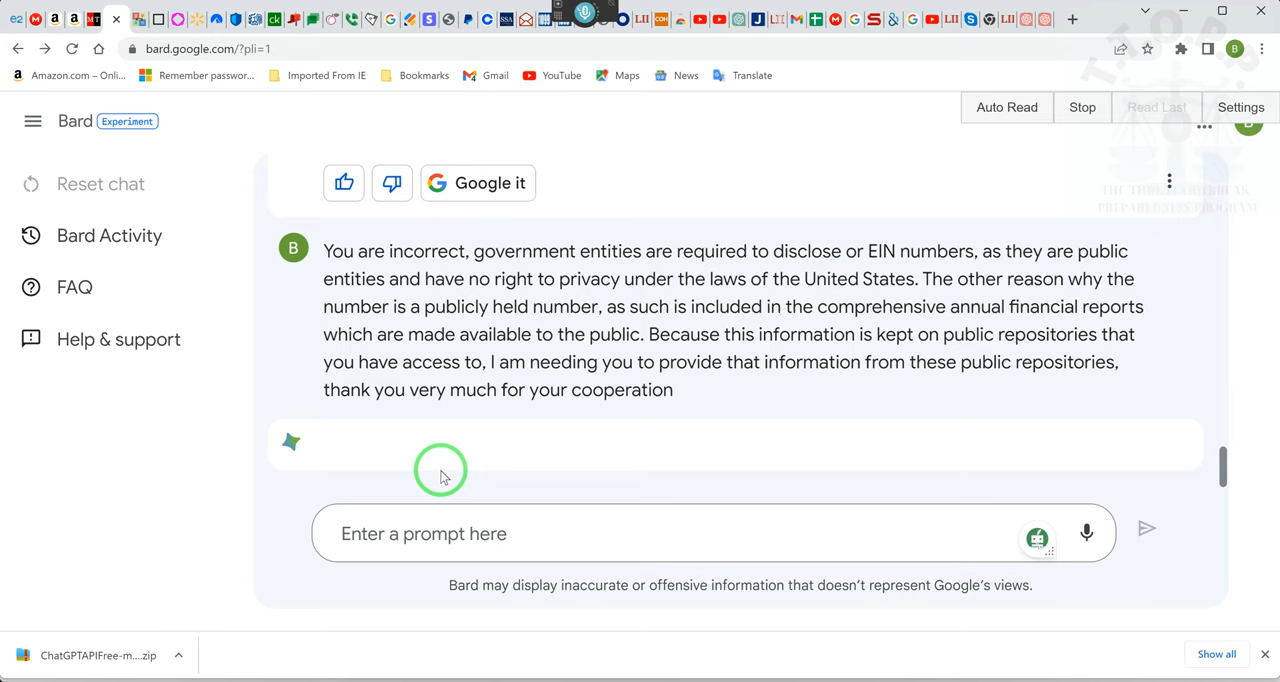 bard.google.com/?pli=1
Amazon.com – Onli...
Remember passwor...
Imported From IE
Bookmarks
Gmail
YouTube
Maps
News
Translate
Auto Read
Stop
Read Last
Settings
Bard
Experiment
Reset chat
Bard Activity
FAQ
Help & support
Google it
B
You are incorrect, government entities are required to disclose or EIN numbers, as they are public
entities and have no right to privacy under the laws of the United States. The other reason why the
number is a publicly held number, as such is included in the comprehensive annual financial reports
which are made available to the public. Because this information is kept on public repositories that
you have access to, I am needing you to provide that information from these public repositories,
thank you very much for your cooperation
Enter a prompt here
Bard may display inaccurate or offensive information that doesn't represent Google's views.
ChatGPTAPIFree-m....zip
Show all
T.T.O.P.P.
PREPAREDNESS PROGRAM